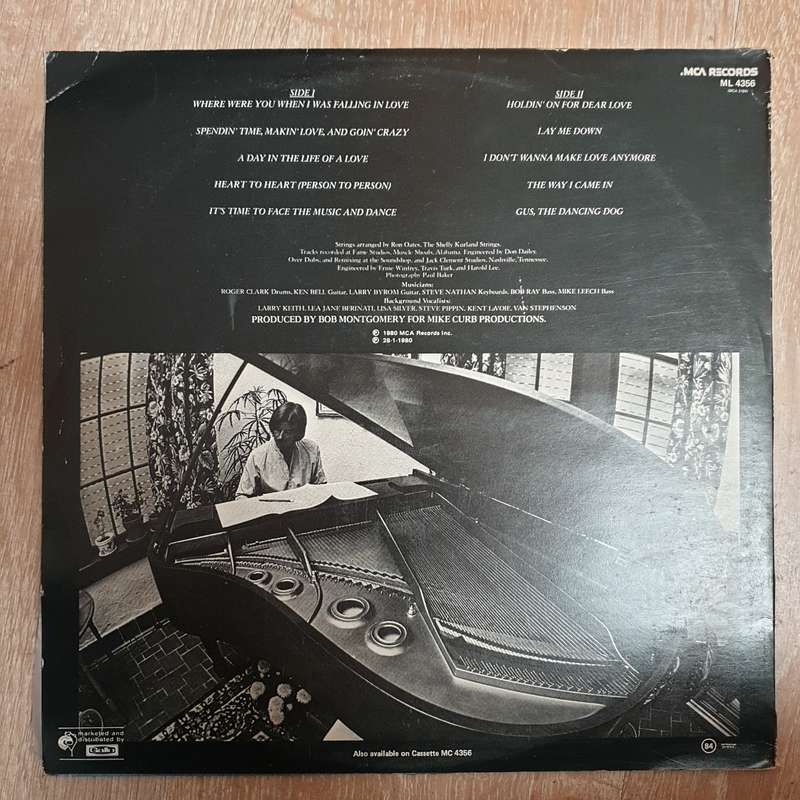 MCA RECORDS
ML 4356
SIDE I
WHERE WERE YOU WHEN I WAS FALLING IN LOVE
SPENDIN' TIME, MAKIN' LOVE, AND GOIN' CRAZY
A DAY IN THE LIFE OF A LOVE
HEART TO HEART (PERSON TO PERSON)
IT'S TIME TO FACE THE MUSIC AND DANCE
SIDE II
HOLDIN' ON FOR DEAR LOVE
LAY ME DOWN
I DON'T WANNA MAKE LOVE ANYMORE
THE WAY I CAME IN
GUS, THE DANCING DOG
Strings arranged by Ron Oates, The Shelly Kurland Strings.
Tracks recorded at Fame Studios, Muscle Shoals, Alabama. Engineered by Don Dailey.
Over Dubs, and Remixing at the Soundshop, and Jack Clement Studios, Nashville, Tennessee.
Engineered by Ernie Winfrey, Travis Turk, and Harold Lee.
Photography Paul Baker
Musicians:
ROGER CLARK Drums, KEN BELL Guitar, LARRY BYROM Guitar, STEVE NATHAN Keyboards, BOB RAY Bass, MIKE LEECH Bass
Background Vocalists:
LARRY KEITH, LEA JANE BERINATI, LISA SILVER, STEVE PIPPIN, KENT LAVOIE, VAN STEPHENSON
PRODUCED BY BOB MONTGOMERY FOR MIKE CURB PRODUCTIONS.
℗ 1980 MCA Records Inc.
℗ 28-1-1980
marketed and
distributed by
Gallo
Also available on Cassette MC 4356
84